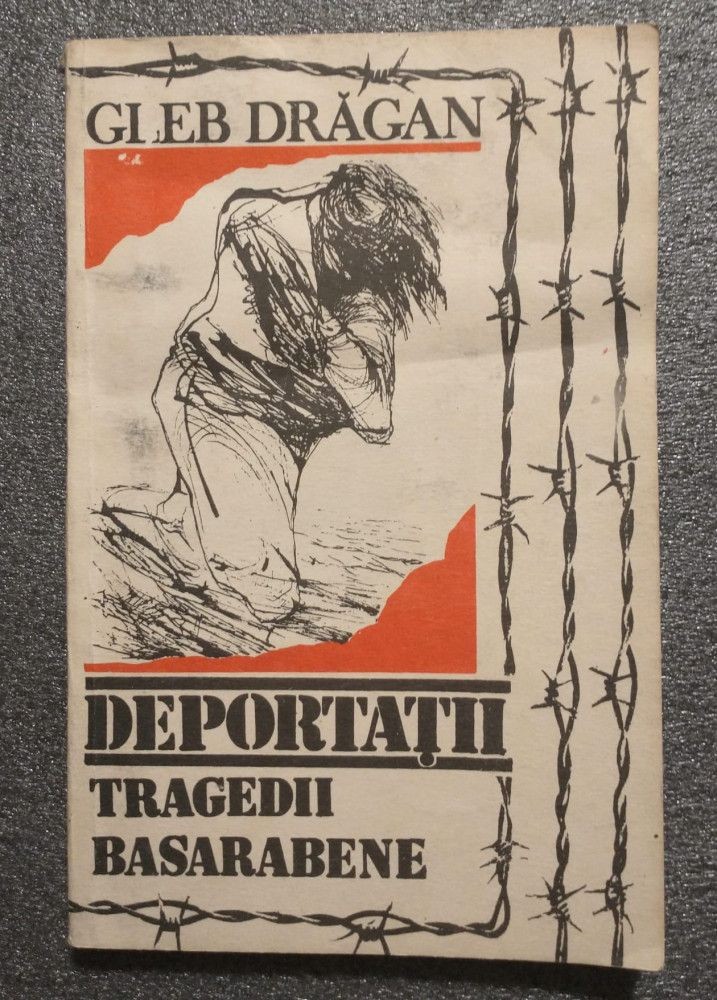 GLEB DRĂGAN
DEPORTAȚII
TRAGEDII
BASARABENE